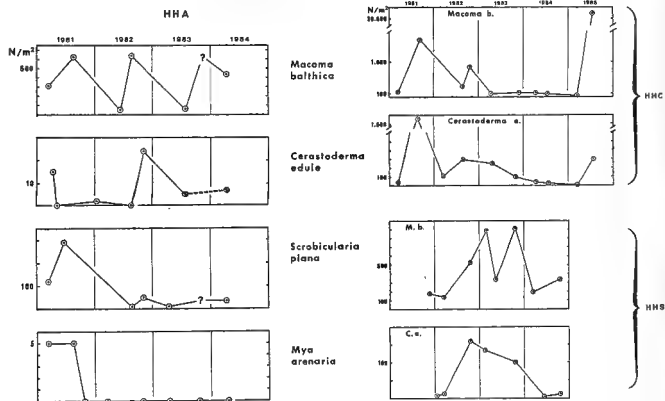 HHA
N/m²
1981 1982 1983 1984
500
?
Macoma balthica
10
Cerastoderma edule
100
?
Scrobicularia plana
5
Mya arenaria
N/m²
1981 1982 1983 1984 1985
Macoma b.
1.000
100
Cerastoderma e.
100
HHC
M. b.
500
100
C. e.
HHS